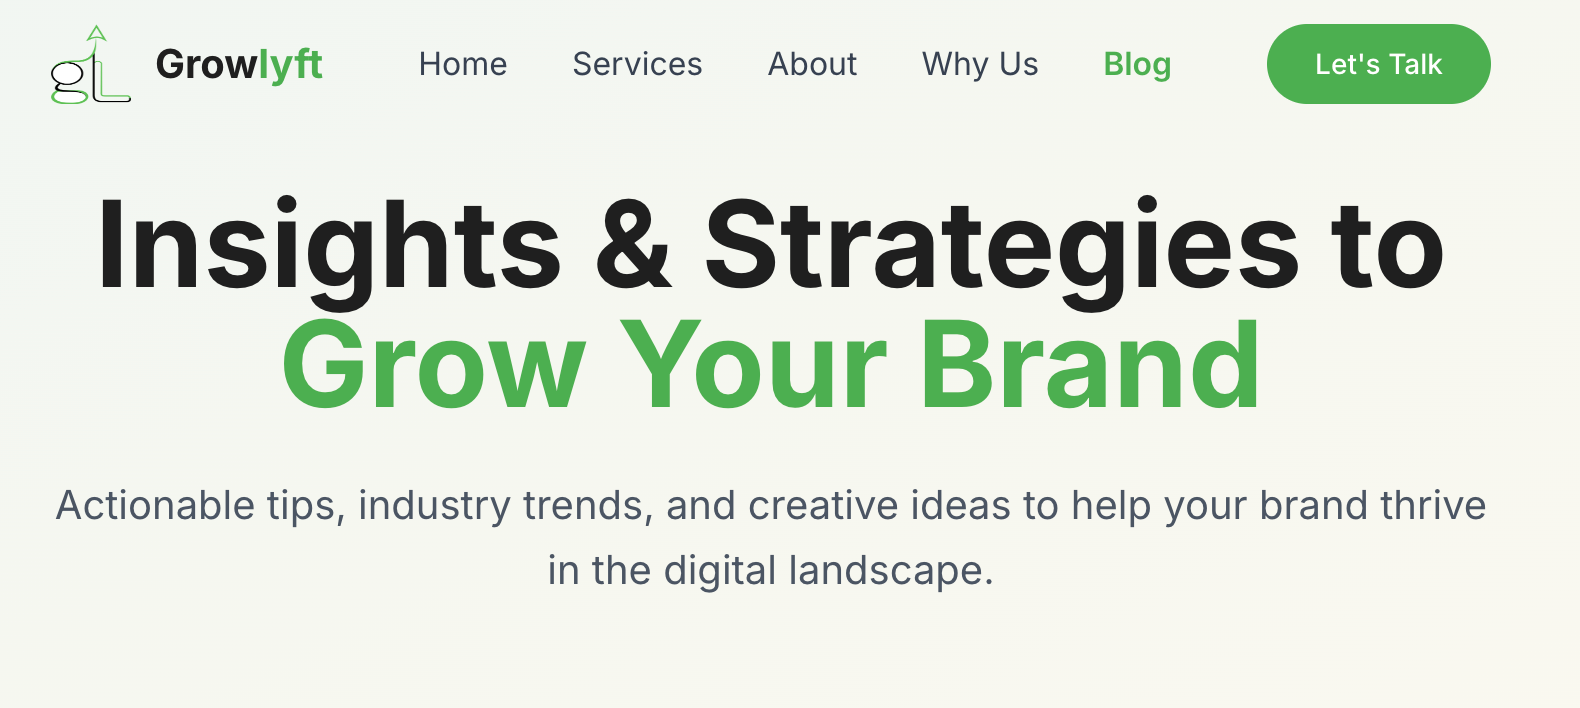 gL Growlyft Home Services About Why Us Blog Let's Talk
Insights & Strategies to
Grow Your Brand
Actionable tips, industry trends, and creative ideas to help your brand thrive
in the digital landscape.